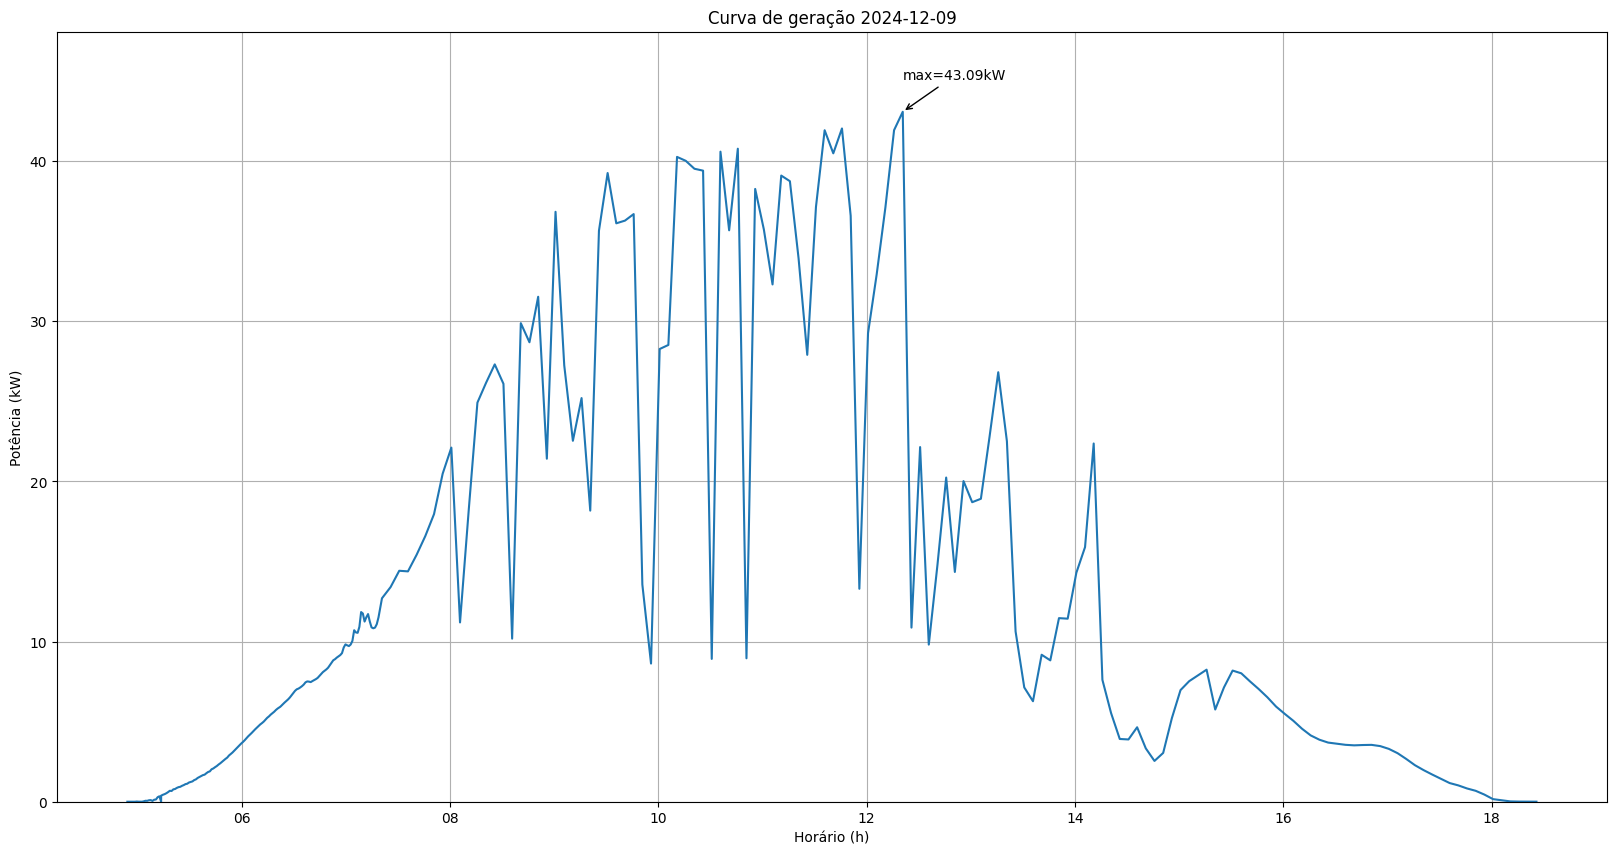 Curva de geração 2024-12-09
max=43.09kW
Potência (kW)
40
30
20
10
0
06 08 10 12 14 16 18
Horário (h)